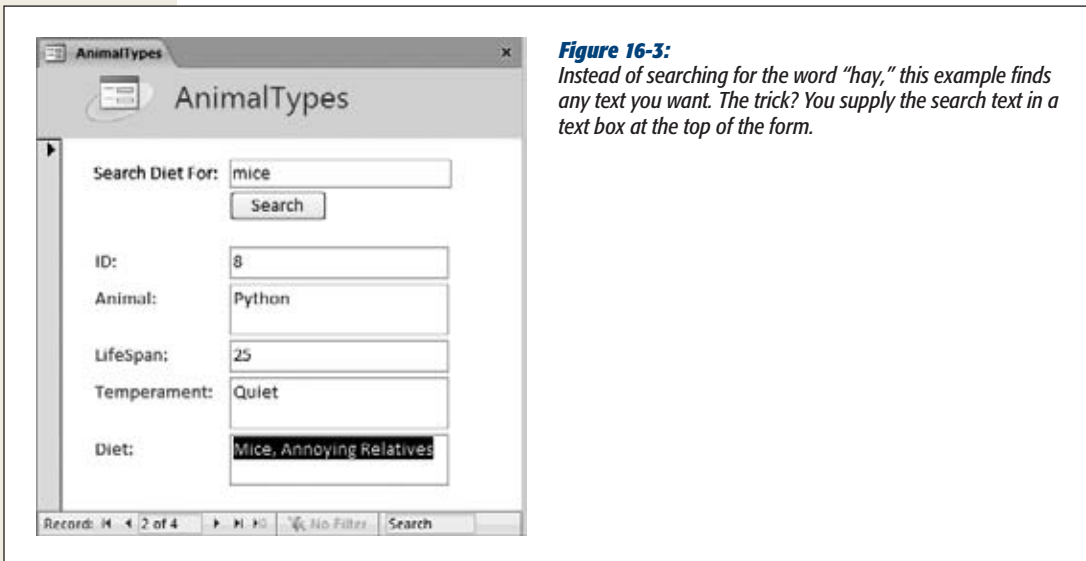 AnimalTypes
AnimalTypes
Search Diet For: mice
Search
ID: 8
Animal: Python
LifeSpan: 25
Temperament: Quiet
Diet: Mice, Annoying Relatives
Record: 2 of 4 No Filter Search
Figure 16-3:
Instead of searching for the word “hay,” this example finds
any text you want. The trick? You supply the search text in a
text box at the top of the form.